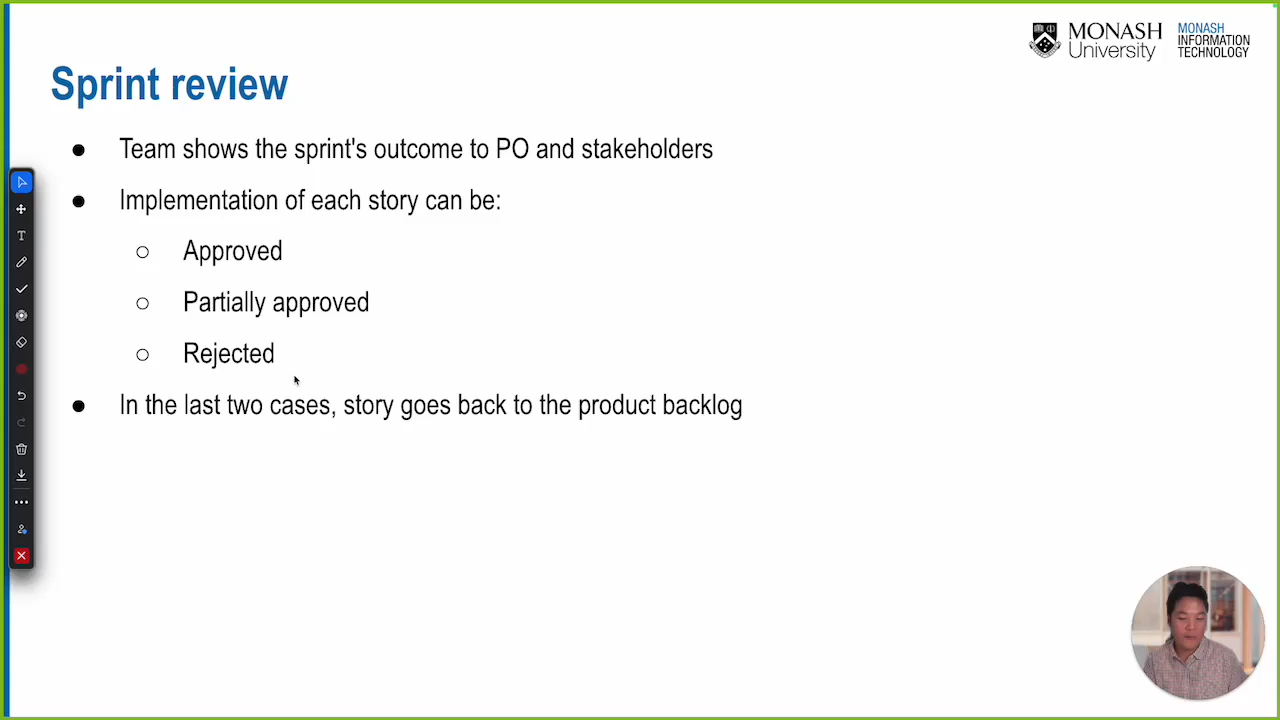 MONASH
University
MONASH
INFORMATION
TECHNOLOGY
Sprint review
● Team shows the sprint's outcome to PO and stakeholders
● Implementation of each story can be:
○ Approved
○ Partially approved
○ Rejected
● In the last two cases, story goes back to the product backlog
T